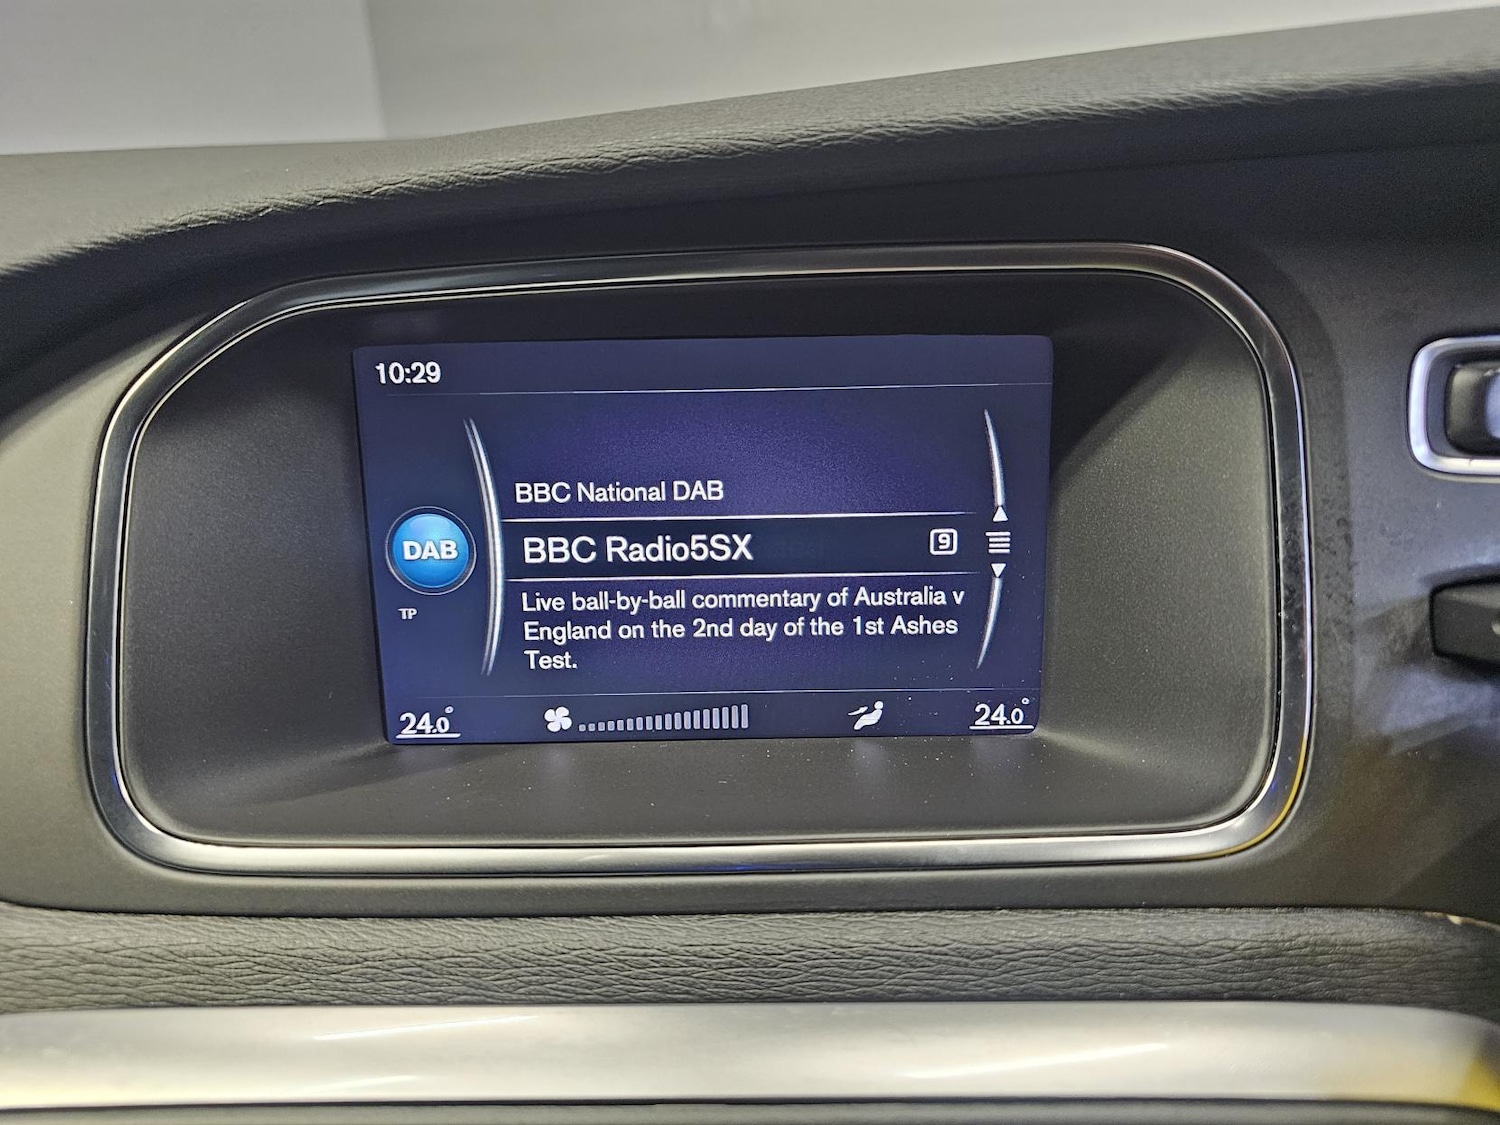 10:29
BBC National DAB
DAB
BBC Radio5SX
9
TP
Live ball-by-ball commentary of Australia v
England on the 2nd day of the 1st Ashes
Test.
24.0°
24.0°